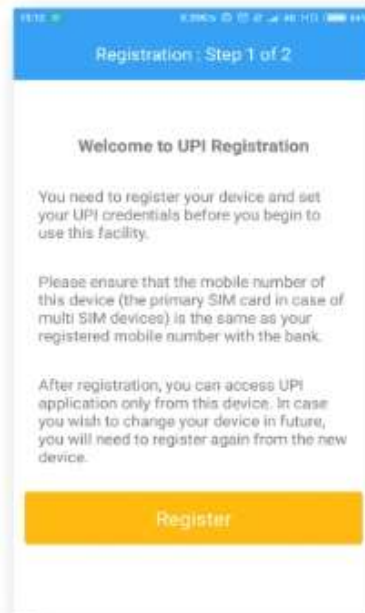 Registration : Step 1 of 2
Welcome to UPI Registration
You need to register your device and set
your UPI credentials before you begin to
use this facility.
Please ensure that the mobile number of
this device (the primary SIM card in case of
multi SIM devices) is the same as your
registered mobile number with the bank.
After registration, you can access UPI
application only from this device. In case
you wish to change your device in future,
you will need to register again from the new
device.
Register